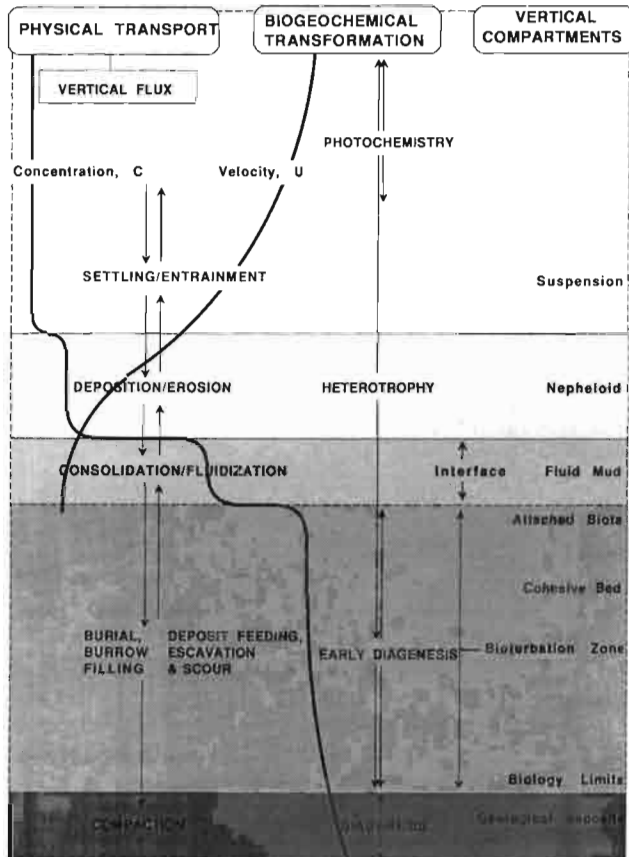 PHYSICAL TRANSPORT
BIOGEOCHEMICAL
TRANSFORMATION
VERTICAL
COMPARTMENTS
VERTICAL FLUX
PHOTOCHEMISTRY
Concentration, C
Velocity, U
SETTLING/ENTRAINMENT
Suspension
DEPOSITION/EROSION
HETEROTROPHY
Nepheloid
CONSOLIDATION/FLUIDIZATION
Interface
Fluid Mud
Attached Biota
Cohesive Bed
BURIAL,
BURROW
FILLING
DEPOSIT FEEDING,
ESCAVATION
& SCOUR
EARLY DIAGENESIS
Bioturbation Zone
Biology Limits
COMPACTION
Geological